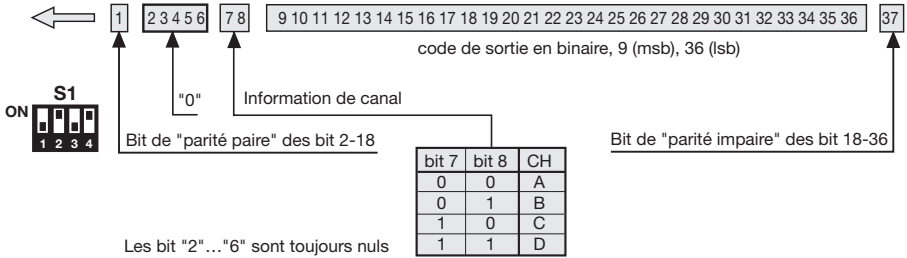 1 2 3 4 5 6 7 8 9 10 11 12 13 14 15 16 17 18 19 20 21 22 23 24 25 26 27 28 29 30 31 32 33 34 35 36 37
code de sortie en binaire, 9 (msb), 36 (lsb)
S1
ON
1 2 3 4
"0"
Information de canal
Bit de "parité paire" des bit 2-18
Bit de "parité impaire" des bit 18-36
bit 7 bit 8 CH
0 0 A
0 1 B
1 0 C
1 1 D
Les bit "2"…"6" sont toujours nuls